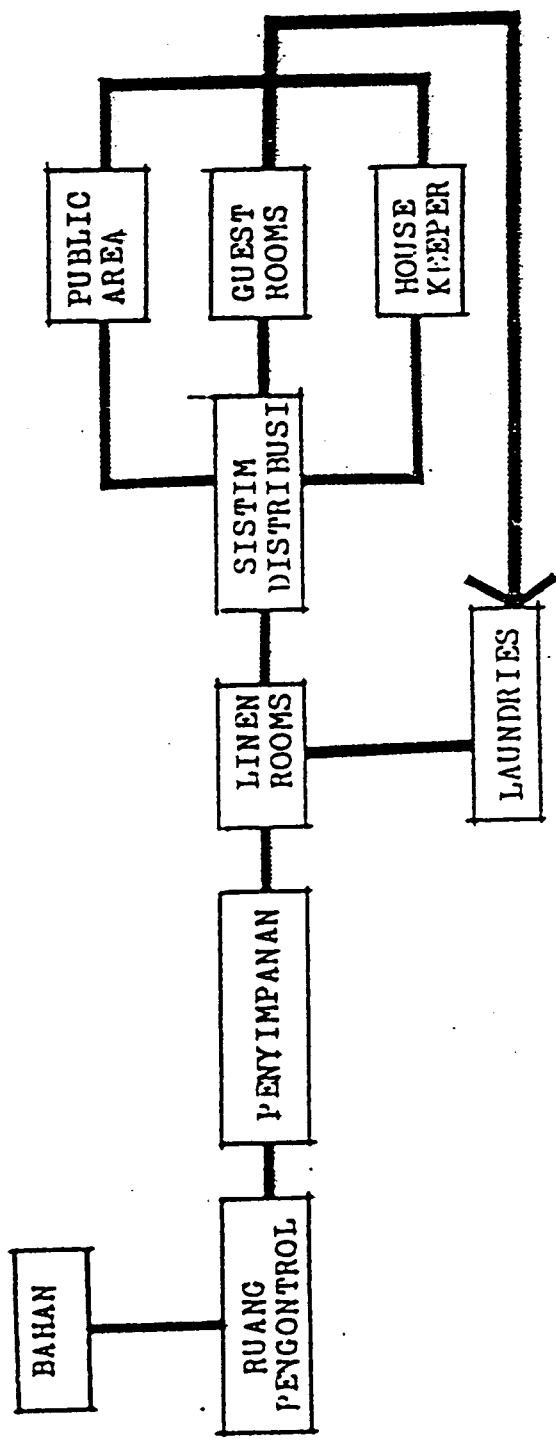 BAHAN
RUANG
PENGONTROL
PENYIMPANAN
LINEN
ROOMS
SISTIM
DISTRIBUSI
PUBLIC
AREA
GUEST
ROOMS
HOUSE
KEEPER
LAUNDRIES